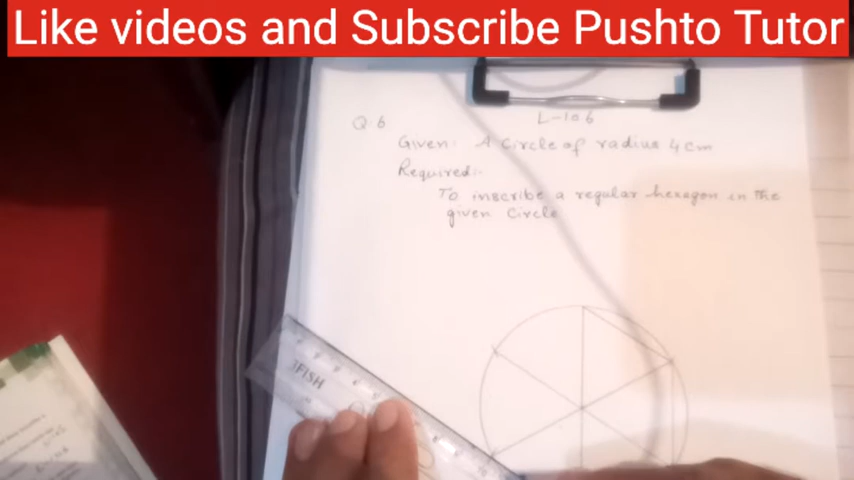 Like videos and Subscribe Pushto Tutor
L-106
Q.6
Given: A Circle of radius 4cm
Required:
To inscribe a regular hexagon in the
given Circle
FISH